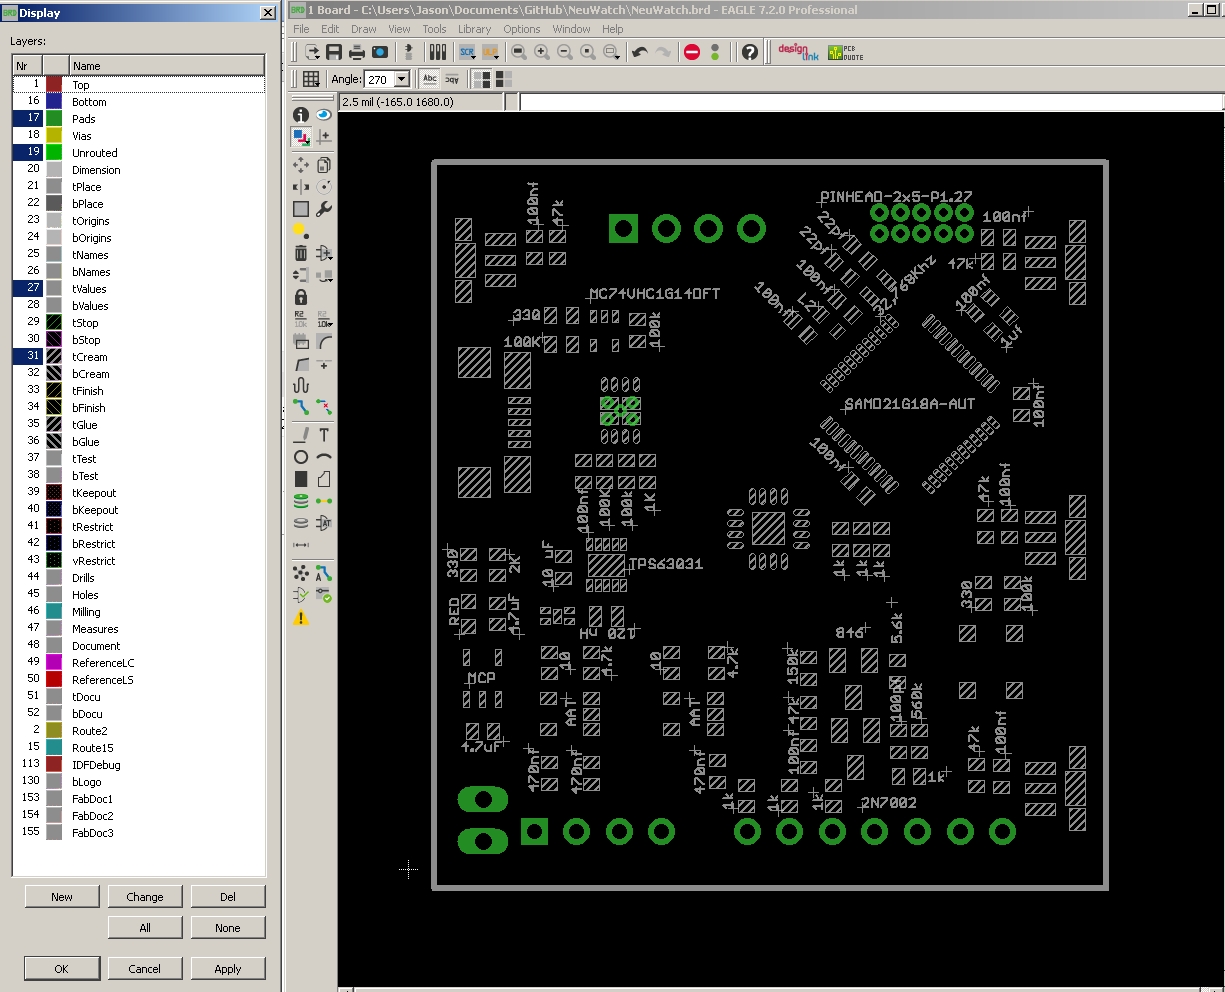 Display
1 Board - C:\Users\Jason\Documents\GitHub\NeuWatch\NeuWatch.brd - EAGLE 7.2.0 Professional
File Edit Draw View Tools Library Options Window Help
design link PCB QUOTE
Angle: 270
2.5 mil (-165.0 1680.0)
Layers:
Nr Name
1 Top
16 Bottom
17 Pads
18 Vias
19 Unrouted
20 Dimension
21 tPlace
22 bPlace
23 tOrigins
24 bOrigins
25 tNames
26 bNames
27 tValues
28 bValues
29 tStop
30 bStop
31 tCream
32 bCream
33 tFinish
34 bFinish
35 tGlue
36 bGlue
37 tTest
38 bTest
39 tKeepout
40 bKeepout
41 tRestrict
42 bRestrict
43 vRestrict
44 Drills
45 Holes
46 Milling
47 Measures
48 Document
49 ReferenceLC
50 ReferenceLS
51 tDocu
52 bDocu
2 Route2
15 Route15
113 IDFDebug
130 bLogo
153 FabDoc1
154 FabDoc2
155 FabDoc3
New Change Del
All None
OK Cancel Apply
100nf
47k
PINHEAD-2x5-P1.27
100nf
22pf
22pf
47k
100nf
L2
100nf
100nf
1uf
MC74VHC1G14DFT
330
100K
100k
SAMD21G18A-AUT
100nf
100nf
100nf
100K
100k
1K
47k
100nf
330
2K
10 uF
TPS63031
1k
1k
1k
RED
4.7uF
330
100k
846
5.6k
MCP
10
4.7k
10
4.7k
150k
100pf
560k
AAT
AAT
47k
4.7uF
470nf
470nf
470nf
100nf
47k
100nf
1k
1k
1k
1k
2N7002